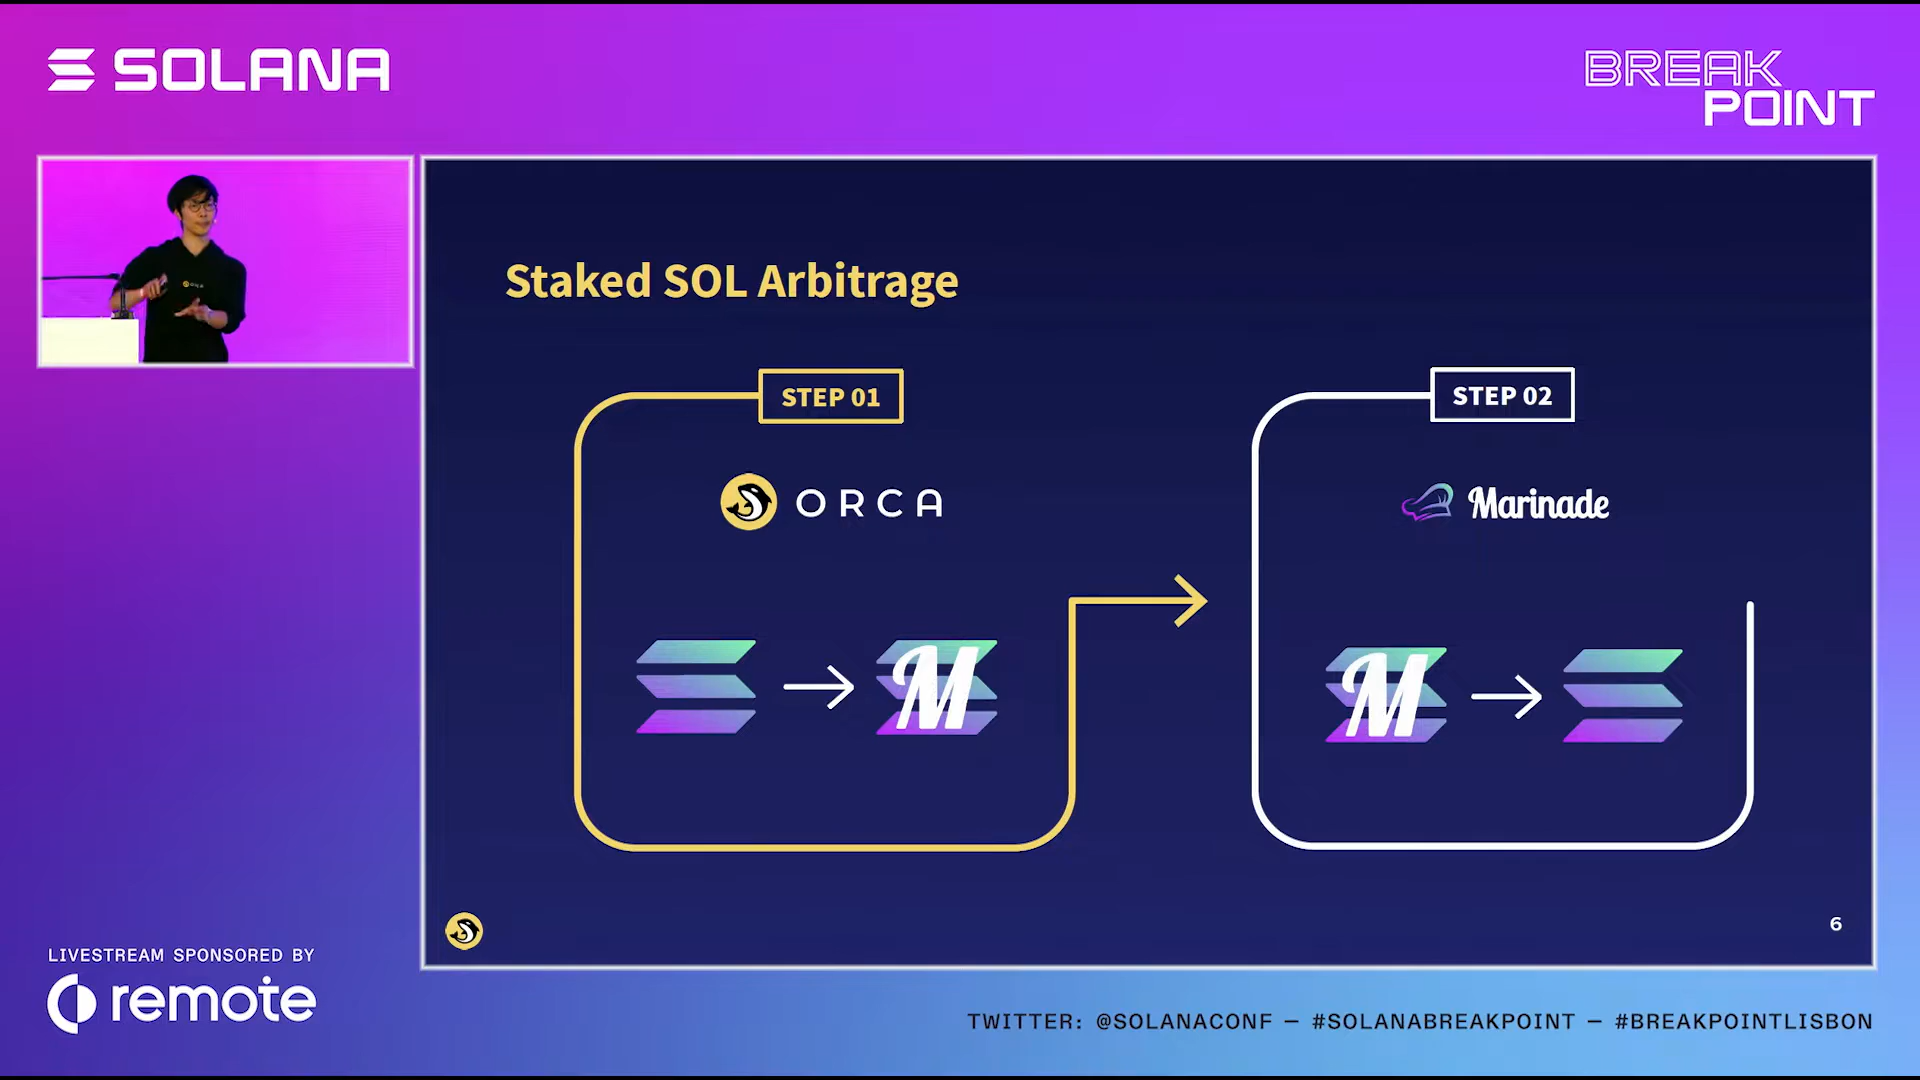 SOLANA
BREAK
POINT
Staked SOL Arbitrage
STEP 01
STEP 02
ORCA
Marinade
M
M
ORCA
6
LIVESTREAM SPONSORED BY
remote
TWITTER: @SOLANACONF — #SOLANABREAKPOINT — #BREAKPOINTLISBON